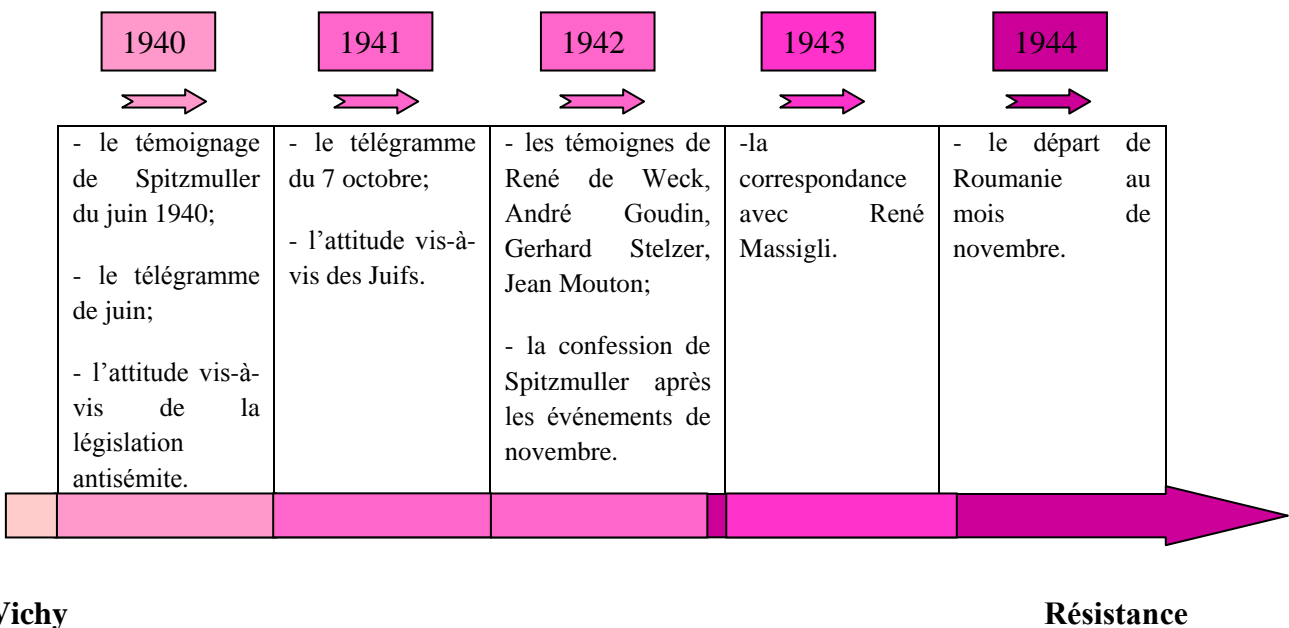 1940
1941
1942
1943
1944
- le témoignage
de Spitzmuller
du juin 1940;
- le télégramme
de juin;
- l’attitude vis-à-
vis de la
législation
antisémite.
- le télégramme
du 7 octobre;
- l’attitude vis-à-
vis des Juifs.
- les témoignes de
René de Weck,
André Goudin,
Gerhard Stelzer,
Jean Mouton;
- la confession de
Spitzmuller après
les événements de
novembre.
-la
correspondance
avec René
Massigli.
- le départ de
Roumanie au
mois de
novembre.
Vichy
Résistance